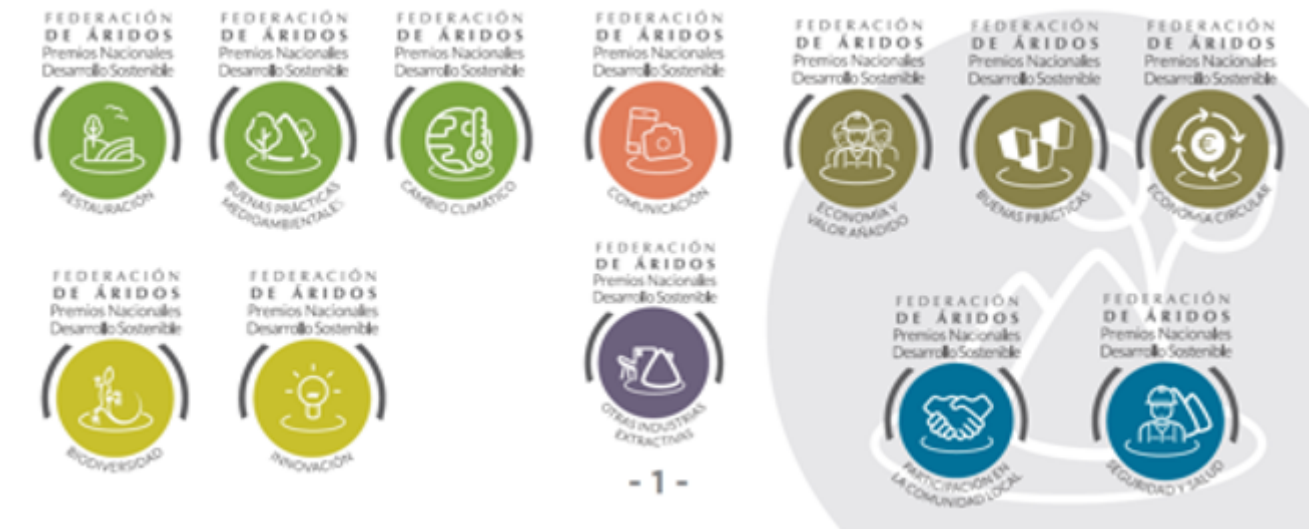 FEDERACIÓN
DE ÁRIDOS
Premios Nacionales
Desarrollo Sostenible
RESTAURACIÓN
FEDERACIÓN
DE ÁRIDOS
Premios Nacionales
Desarrollo Sostenible
BUENAS PRÁCTICAS
MEDIOAMBIENTALES
FEDERACIÓN
DE ÁRIDOS
Premios Nacionales
Desarrollo Sostenible
CAMBIO CLIMÁTICO
FEDERACIÓN
DE ÁRIDOS
Premios Nacionales
Desarrollo Sostenible
COMUNICACIÓN
FEDERACIÓN
DE ÁRIDOS
Premios Nacionales
Desarrollo Sostenible
ECONOMÍA Y
VALOR AÑADIDO
FEDERACIÓN
DE ÁRIDOS
Premios Nacionales
Desarrollo Sostenible
BUENAS PRÁCTICAS
FEDERACIÓN
DE ÁRIDOS
Premios Nacionales
Desarrollo Sostenible
€
ECONOMÍA CIRCULAR
FEDERACIÓN
DE ÁRIDOS
Premios Nacionales
Desarrollo Sostenible
BIODIVERSIDAD
FEDERACIÓN
DE ÁRIDOS
Premios Nacionales
Desarrollo Sostenible
INNOVACIÓN
FEDERACIÓN
DE ÁRIDOS
Premios Nacionales
Desarrollo Sostenible
OTRAS INDUSTRIAS
EXTRACTIVAS
FEDERACIÓN
DE ÁRIDOS
Premios Nacionales
Desarrollo Sostenible
PARTICIPACIÓN EN
LA COMUNIDAD LOCAL
FEDERACIÓN
DE ÁRIDOS
Premios Nacionales
Desarrollo Sostenible
SEGURIDAD Y SALUD
- 1 -